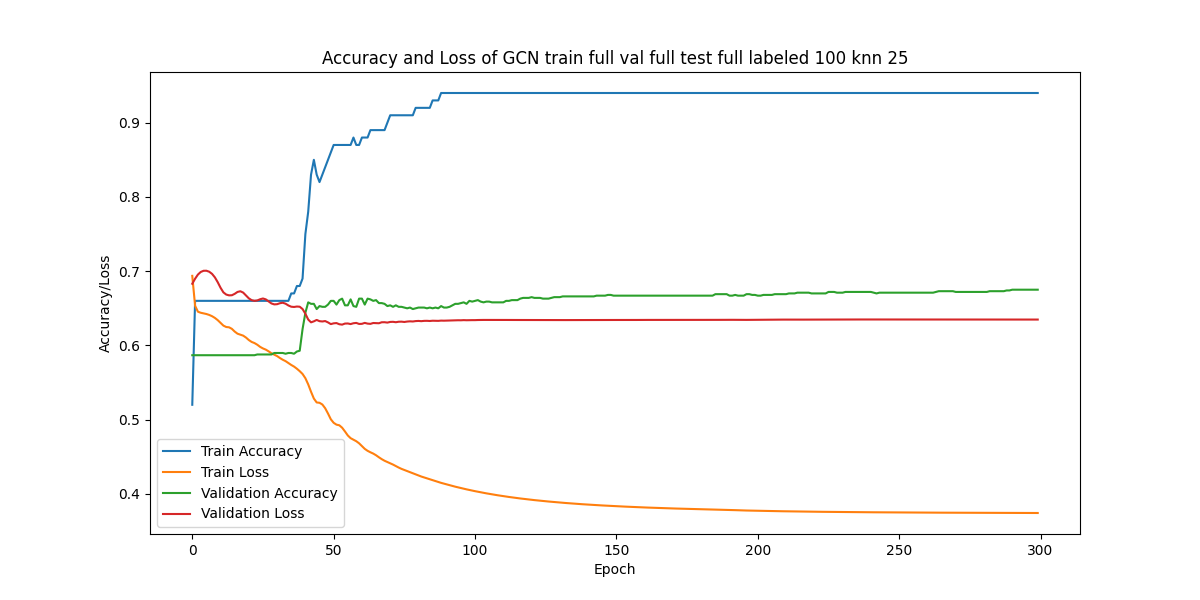 Accuracy and Loss of GCN train full val full test full labeled 100 knn 25
Accuracy/Loss
0.9
0.8
0.7
0.6
0.5
0.4
Train Accuracy
Train Loss
Validation Accuracy
Validation Loss
0 50 100 150 200 250 300
Epoch